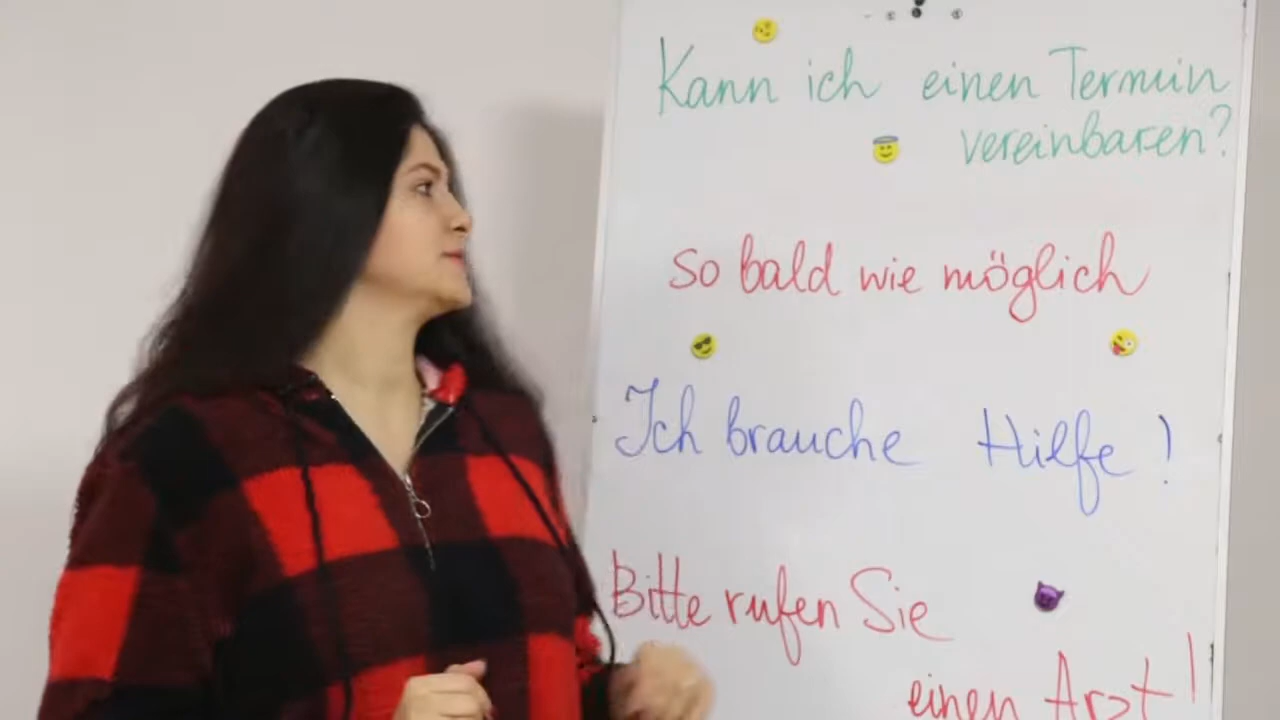 Kann ich einen Termin
vereinbaren?
so bald wie möglich
Ich brauche Hilfe!
Bitte rufen Sie
einen Arzt!